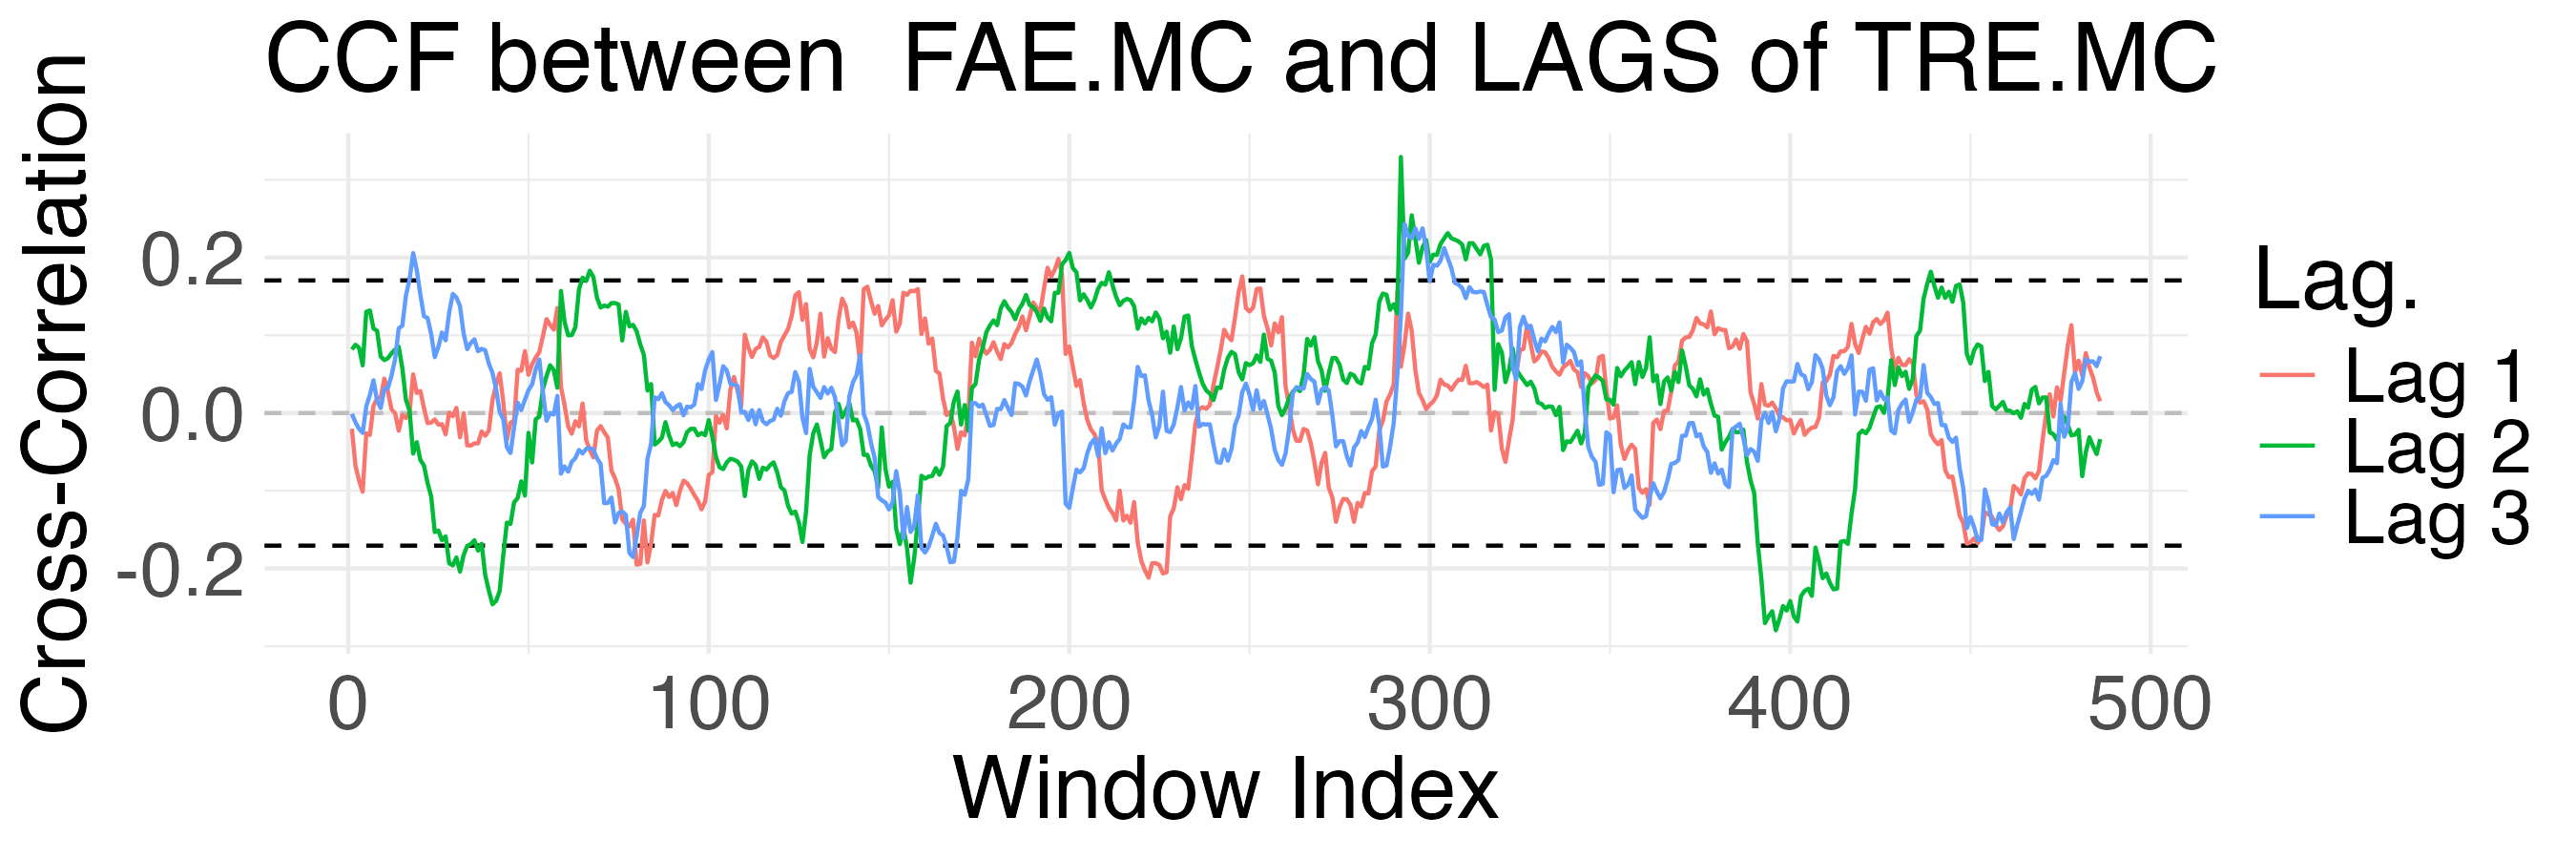 CCF between  FAE.MC and LAGS of TRE.MC
Cross-Correlation
0.2
0.0
-0.2
0 100 200 300 400 500
Window Index
Lag.
Lag 1
Lag 2
Lag 3